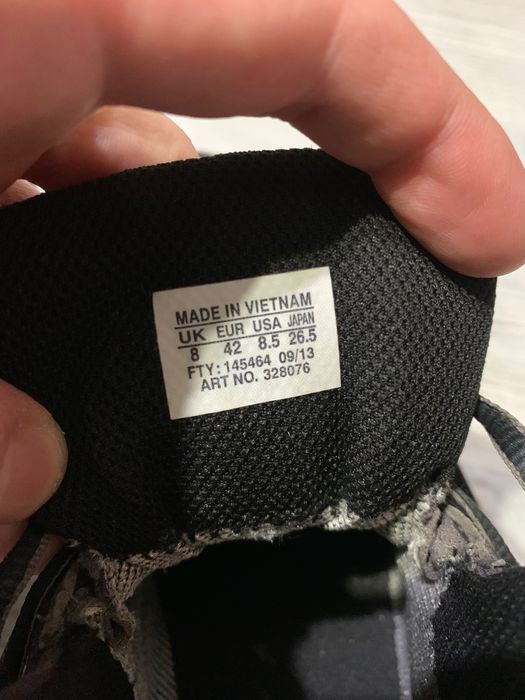 MADE IN VIETNAM
UK EUR USA JAPAN
8 42 8.5 26.5
FTY: 145464 09/13
ART NO. 328076